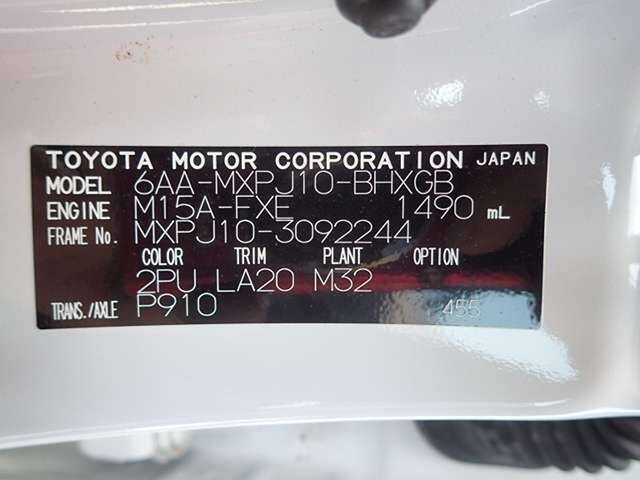 TOYOTA MOTOR CORPORATION JAPAN
MODEL 6AA-MXPJ10-BHXGB
ENGINE M15A-FXE 1490 mL
FRAME No. MXPJ10-3092244
COLOR TRIM PLANT OPTION
2PU LA20 M32
TRANS./AXLE P910 455